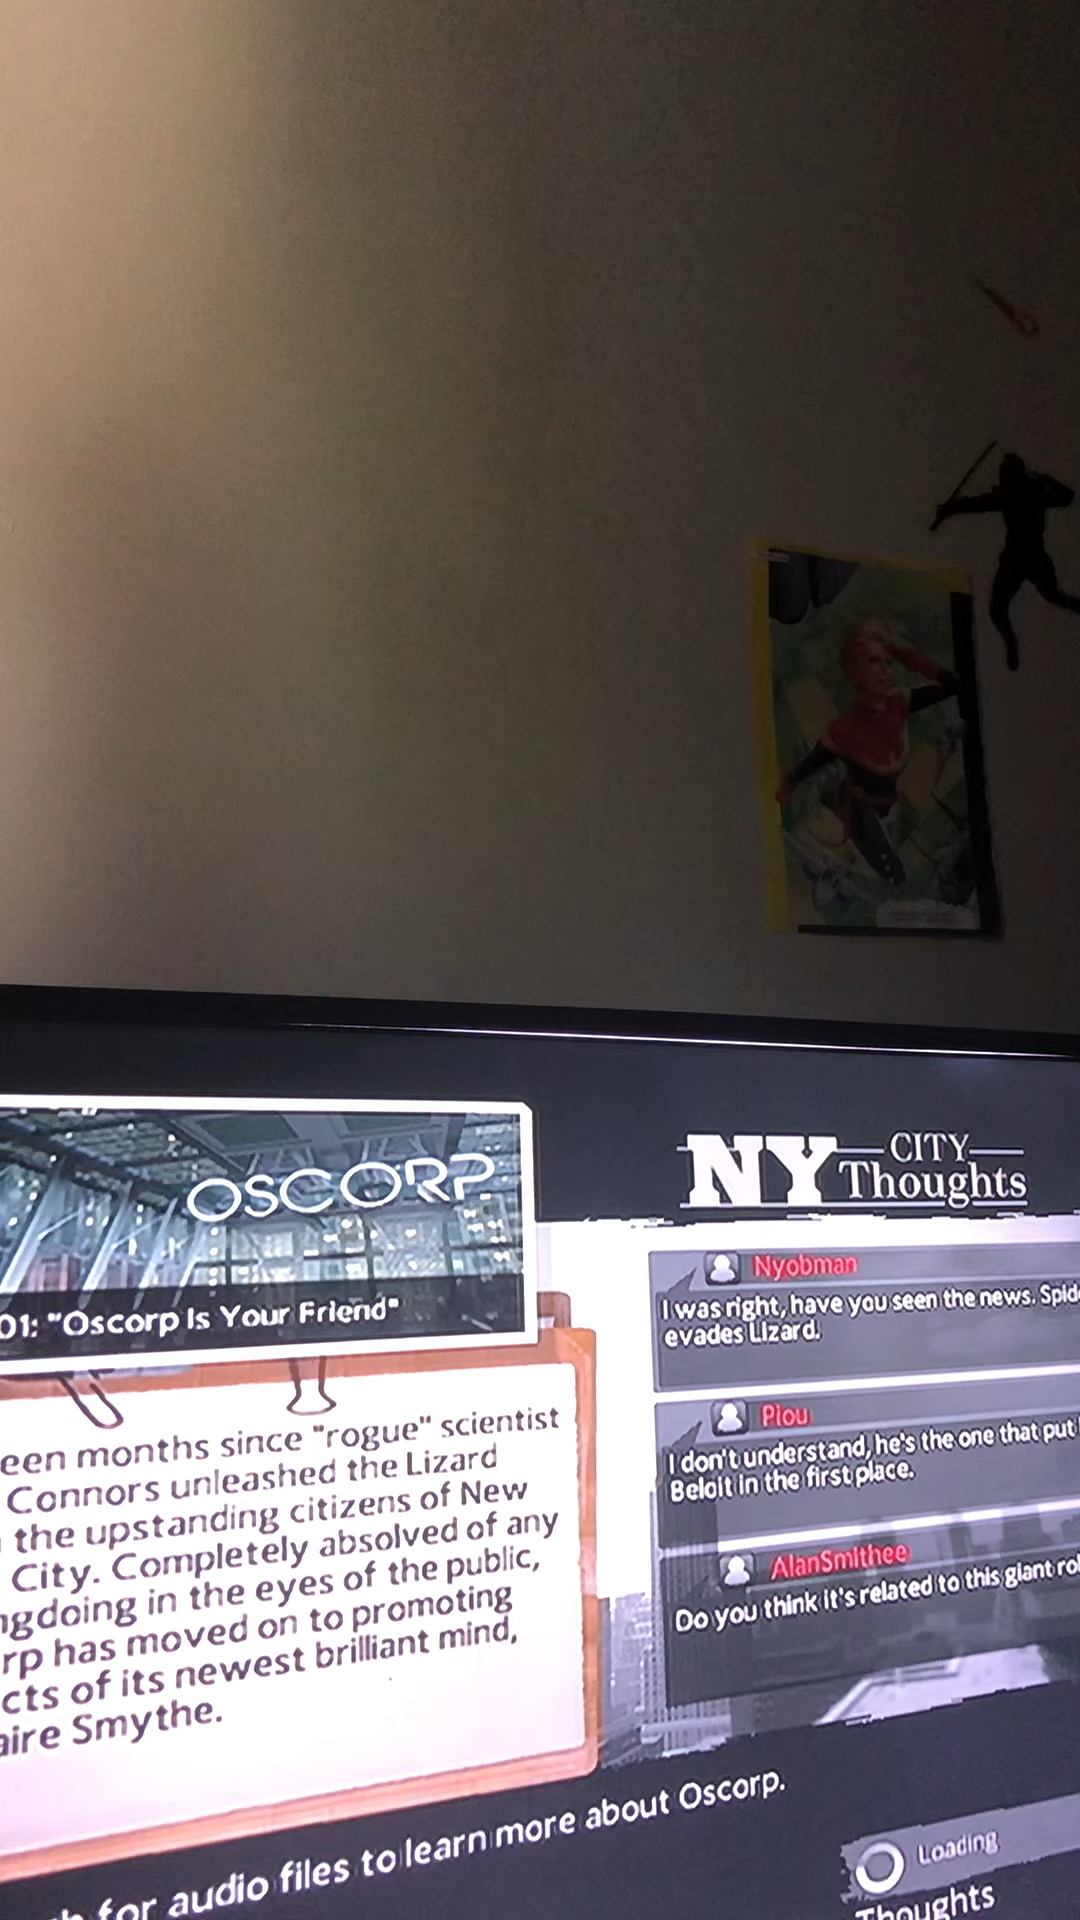 OSCORP
01: "Oscorp Is Your Friend"
een months since "rogue" scientist
Connors unleashed the Lizard
the upstanding citizens of New
City. Completely absolved of any
ngdoing in the eyes of the public,
rp has moved on to promoting
cts of its newest brilliant mind,
aire Smythe.
NY CITY
Thoughts
Nyobman
I was right, have you seen the news. Spid
evades Lizard.
Piou
I don't understand, he's the one that put
Beloit in the first place.
AlanSmithee
Do you think it's related to this giant ro
for audio files to learn more about Oscorp.
Loading
Thoughts